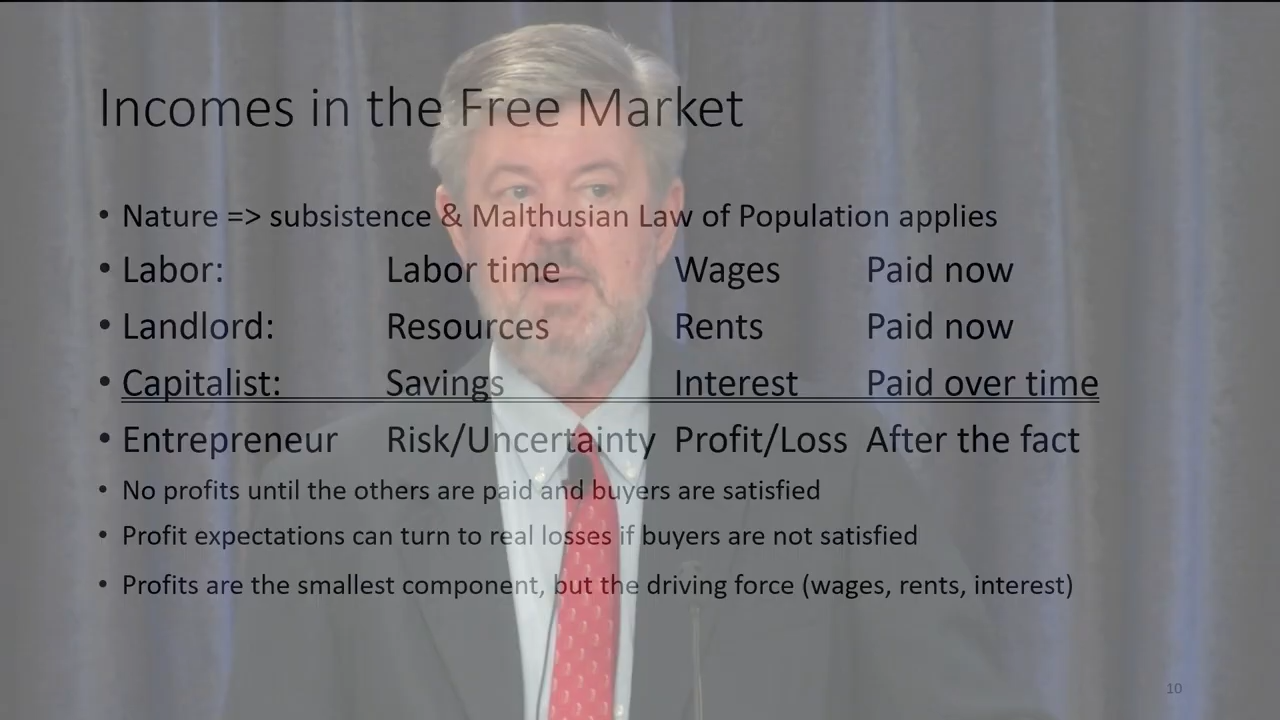 Incomes in the Free Market
• Nature => subsistence & Malthusian Law of Population applies
• Labor: Labor time Wages Paid now
• Landlord: Resources Rents Paid now
• Capitalist: Savings Interest Paid over time
• Entrepreneur Risk/Uncertainty Profit/Loss After the fact
• No profits until the others are paid and buyers are satisfied
• Profit expectations can turn to real losses if buyers are not satisfied
• Profits are the smallest component, but the driving force (wages, rents, interest)
10